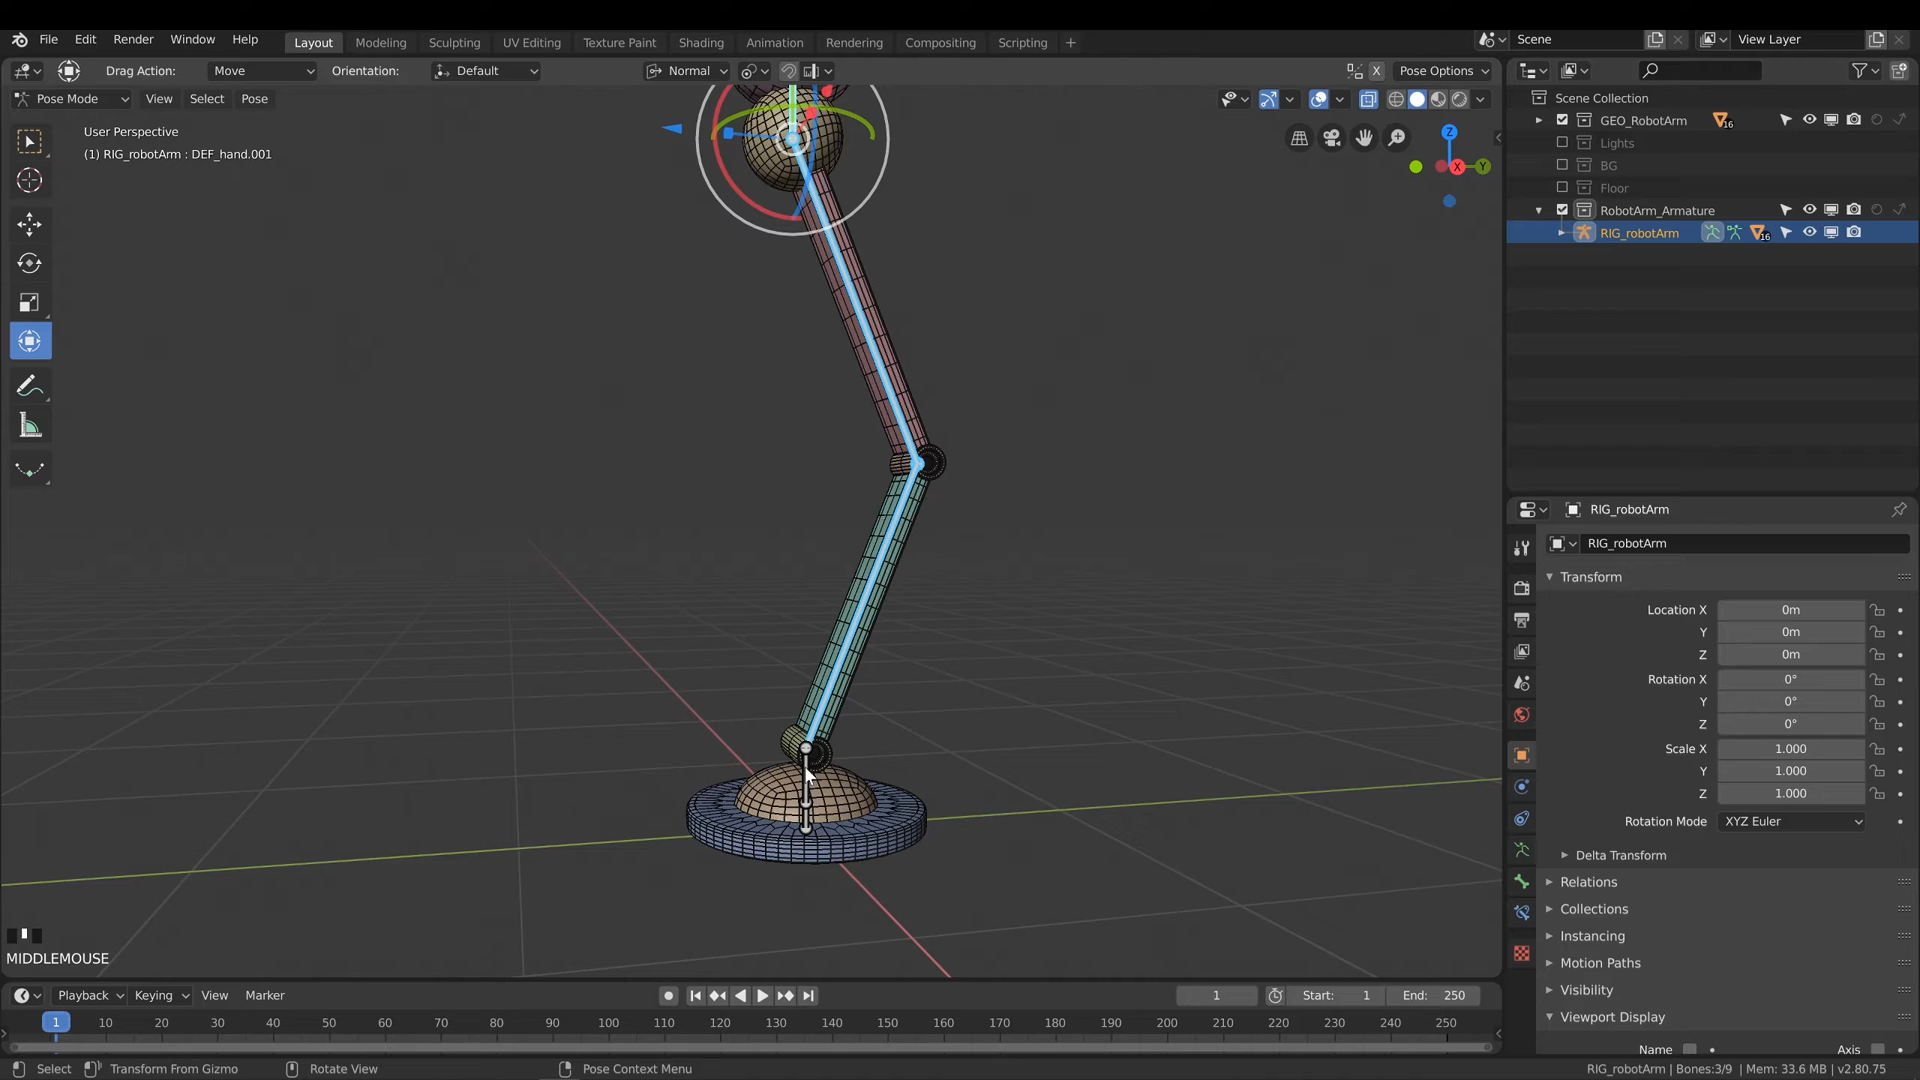 File Edit Render Window Help Layout Modeling Sculpting UV Editing Texture Paint Shading Animation Rendering Compositing Scripting + Scene View Layer
Drag Action: Move Orientation: Default Normal X Pose Options
Pose Mode View Select Pose
User Perspective
(1) RIG_robotArm : DEF_hand.001
Z
X
Y
Scene Collection
GEO_RobotArm 16
Lights
BG
Floor
RobotArm_Armature
RIG_robotArm 16
RIG_robotArm
RIG_robotArm
Transform
Location X 0m
Y 0m
Z 0m
Rotation X 0°
Y 0°
Z 0°
Scale X 1.000
Y 1.000
Z 1.000
Rotation Mode XYZ Euler
Delta Transform
Relations
Collections
Instancing
Motion Paths
Visibility
Viewport Display
Name Axis
MIDDLEMOUSE
Playback Keying View Marker 1 Start: 1 End: 250
1 10 20 30 40 50 60 70 80 90 100 110 120 130 140 150 160 170 180 190 200 210 220 230 240 250
Select Transform From Gizmo Rotate View Pose Context Menu RIG_robotArm | Bones:3/9 | Mem: 33.6 MB | v2.80.75